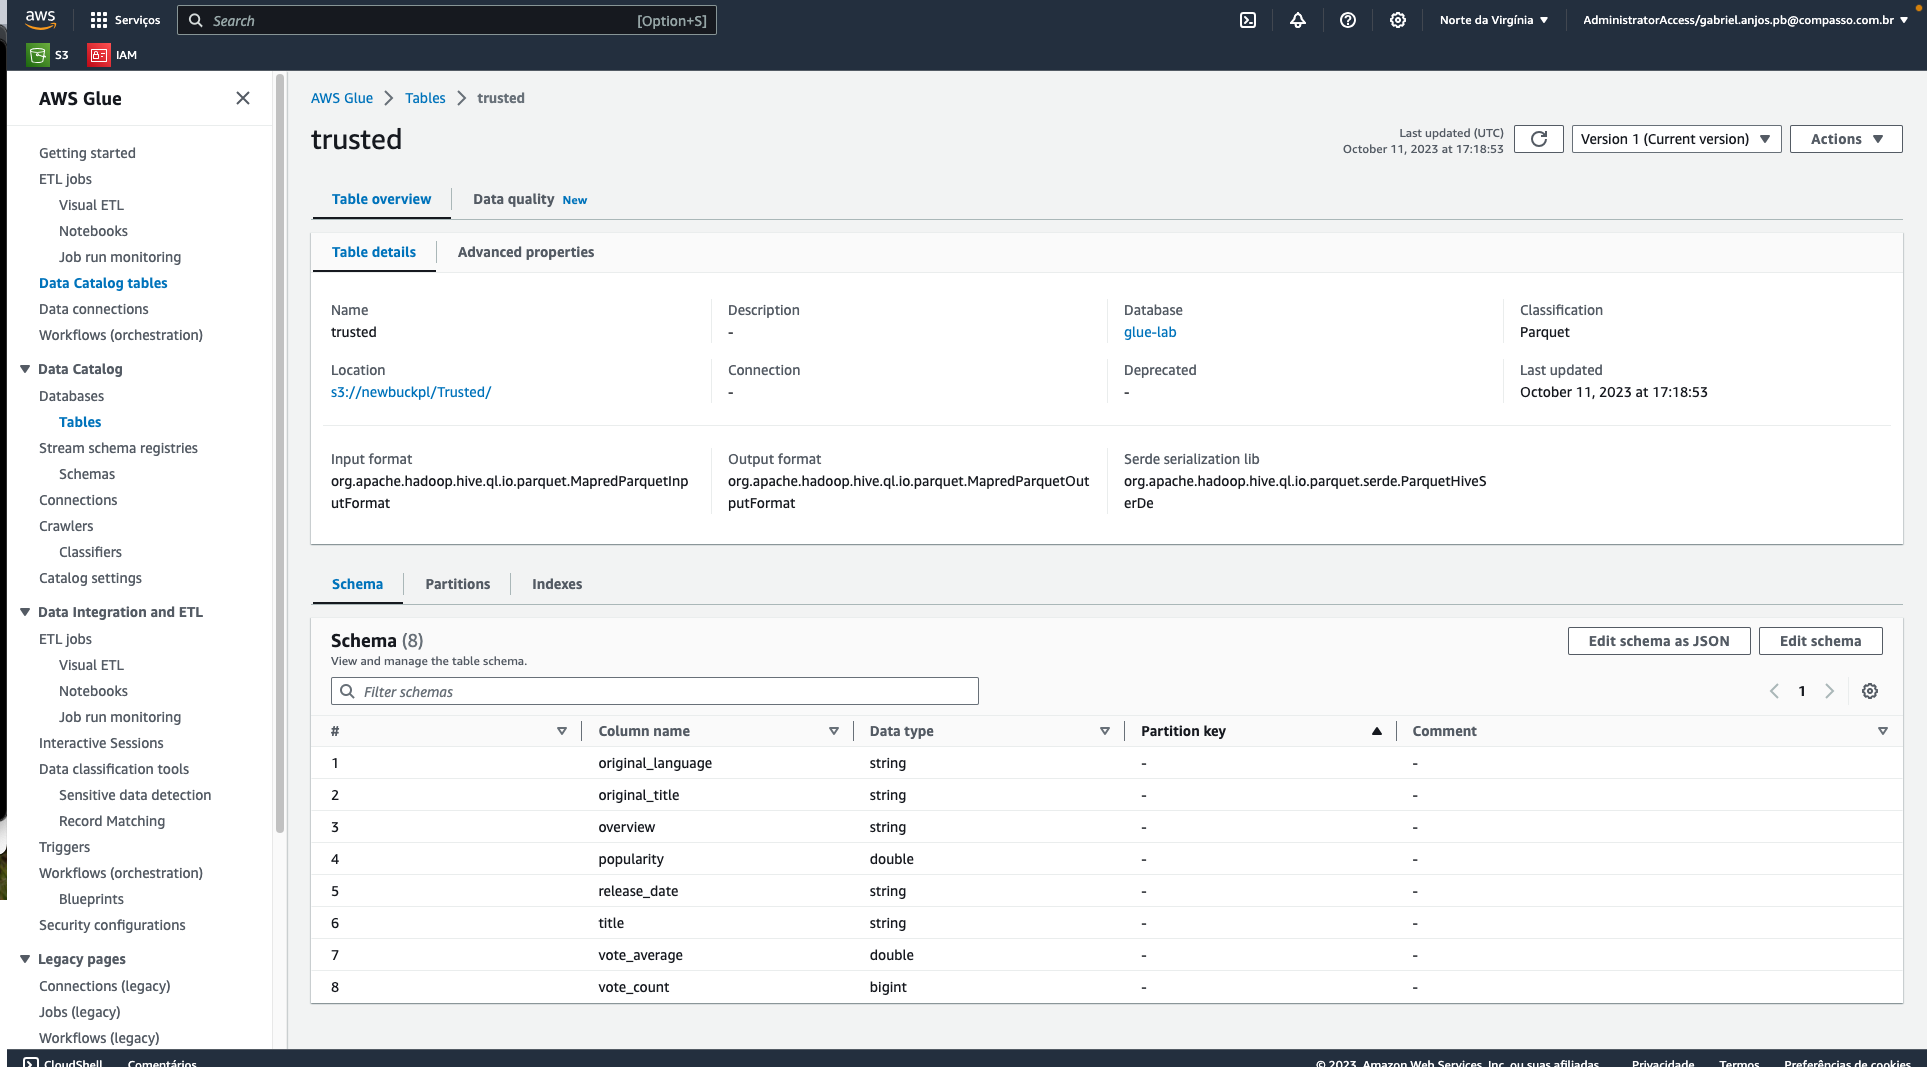 aws
Serviços
Search
[Option+S]
Norte da Virgínia
AdministratorAccess/gabriel.anjos.pb@compasso.com.br
S3
IAM
AWS Glue
Getting started
ETL jobs
Visual ETL
Notebooks
Job run monitoring
Data Catalog tables
Data connections
Workflows (orchestration)
Data Catalog
Databases
Tables
Stream schema registries
Schemas
Connections
Crawlers
Classifiers
Catalog settings
Data Integration and ETL
ETL jobs
Visual ETL
Notebooks
Job run monitoring
Interactive Sessions
Data classification tools
Sensitive data detection
Record Matching
Triggers
Workflows (orchestration)
Blueprints
Security configurations
Legacy pages
Connections (legacy)
Jobs (legacy)
Workflows (legacy)
AWS Glue > Tables > trusted
trusted
Last updated (UTC)
October 11, 2023 at 17:18:53
Version 1 (Current version)
Actions
Table overview
Data quality New
Table details
Advanced properties
Name
trusted
Description
-
Database
glue-lab
Classification
Parquet
Location
s3://newbuckpl/Trusted/
Connection
-
Deprecated
-
Last updated
October 11, 2023 at 17:18:53
Input format
org.apache.hadoop.hive.ql.io.parquet.MapredParquetInp
utFormat
Output format
org.apache.hadoop.hive.ql.io.parquet.MapredParquetOut
putFormat
Serde serialization lib
org.apache.hadoop.hive.ql.io.parquet.serde.ParquetHiveS
erDe
Schema
Partitions
Indexes
Schema (8)
View and manage the table schema.
Edit schema as JSON
Edit schema
Filter schemas
1
# Column name Data type Partition key Comment
1 original_language string - -
2 original_title string - -
3 overview string - -
4 popularity double - -
5 release_date string - -
6 title string - -
7 vote_average double - -
8 vote_count bigint - -
CloudShell
Comentários
© 2023, Amazon Web Services, Inc. ou suas afiliadas.
Privacidade
Termos
Preferências de cookies